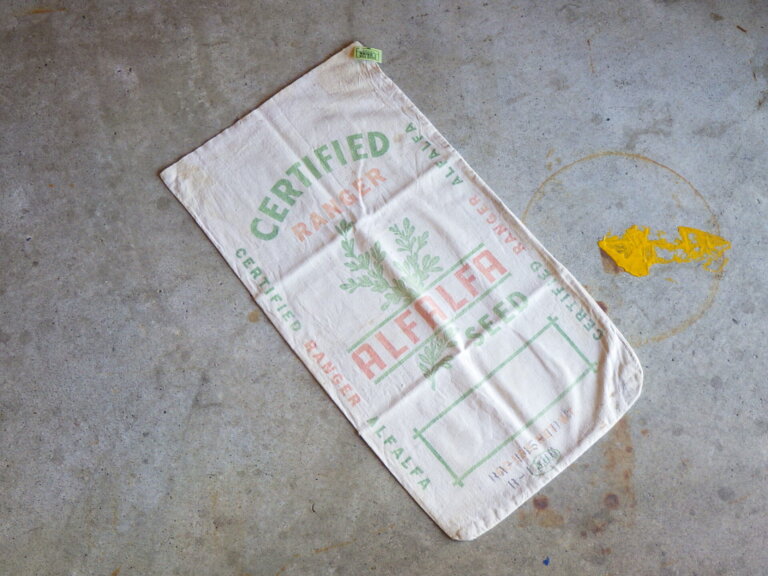 CERTIFIED
RANGER
ALFALFA
SEED
CERTIFIED RANGER ALFALFA
CERTIFIED RANGER ALFALFA